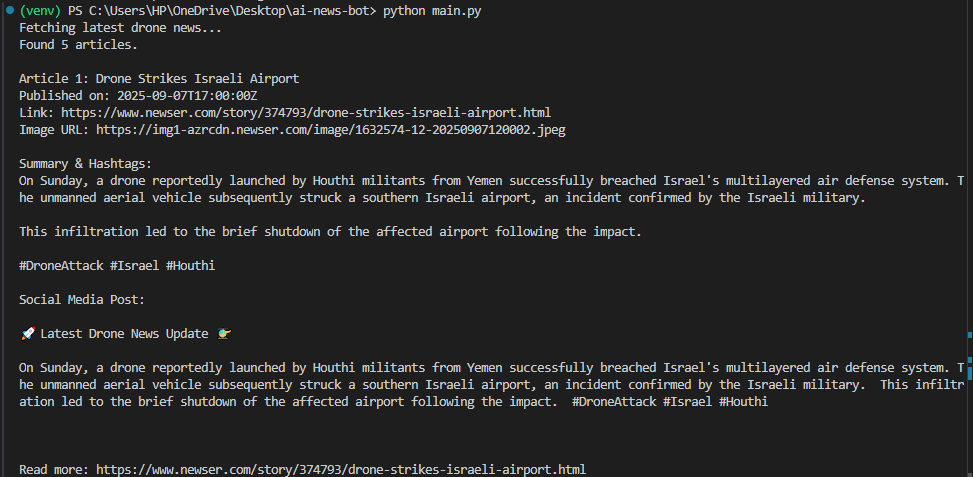 (venv) PS C:\Users\HP\OneDrive\Desktop\ai-news-bot> python main.py
Fetching latest drone news...
Found 5 articles.
Article 1: Drone Strikes Israeli Airport
Published on: 2025-09-07T17:00:00Z
Link: https://www.newser.com/story/374793/drone-strikes-israeli-airport.html
Image URL: https://img1-azrcdn.newser.com/image/1632574-12-20250907120002.jpeg
Summary & Hashtags:
On Sunday, a drone reportedly launched by Houthi militants from Yemen successfully breached Israel's multilayered air defense system. T
he unmanned aerial vehicle subsequently struck a southern Israeli airport, an incident confirmed by the Israeli military.
This infiltration led to the brief shutdown of the affected airport following the impact.
#DroneAttack #Israel #Houthi
Social Media Post:
🚀 Latest Drone News Update 🚁
On Sunday, a drone reportedly launched by Houthi militants from Yemen successfully breached Israel's multilayered air defense system. T
he unmanned aerial vehicle subsequently struck a southern Israeli airport, an incident confirmed by the Israeli military.  This infiltr
ation led to the brief shutdown of the affected airport following the impact.  #DroneAttack #Israel #Houthi
Read more: https://www.newser.com/story/374793/drone-strikes-israeli-airport.html